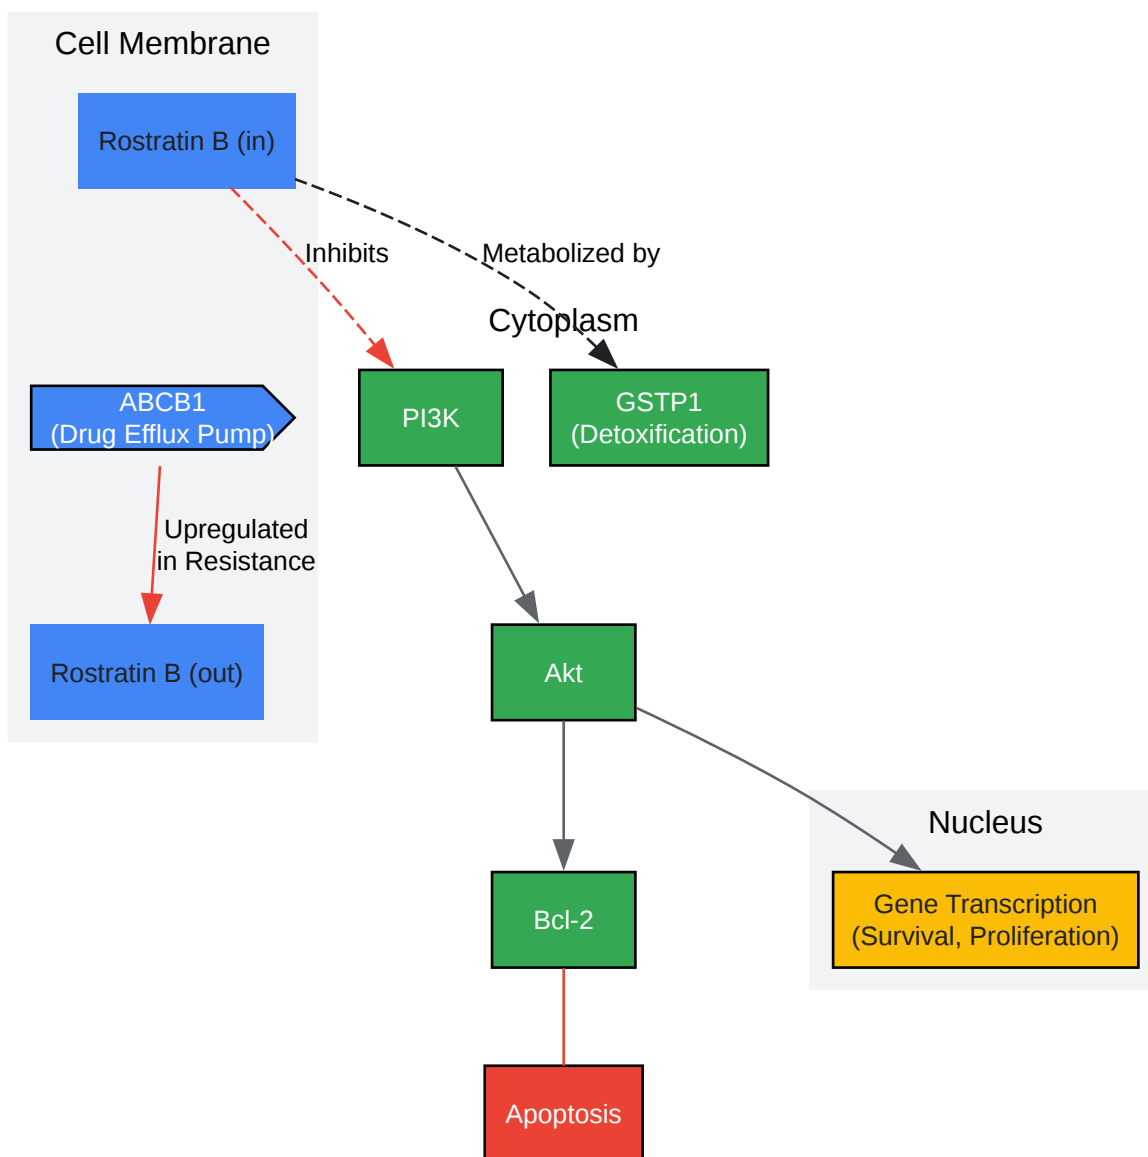 Cell Membrane
Rostratin B (in)
Inhibits
Metabolized by
Cytoplasm
ABCB1
(Drug Efflux Pump)
PI3K
GSTP1
(Detoxification)
Upregulated
in Resistance
Rostratin B (out)
Akt
Nucleus
Bcl-2
Gene Transcription
(Survival, Proliferation)
Apoptosis